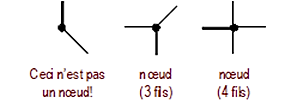 Ceci n'est pas
un nœud!
nœud
(3 fils)
nœud
(4 fils)